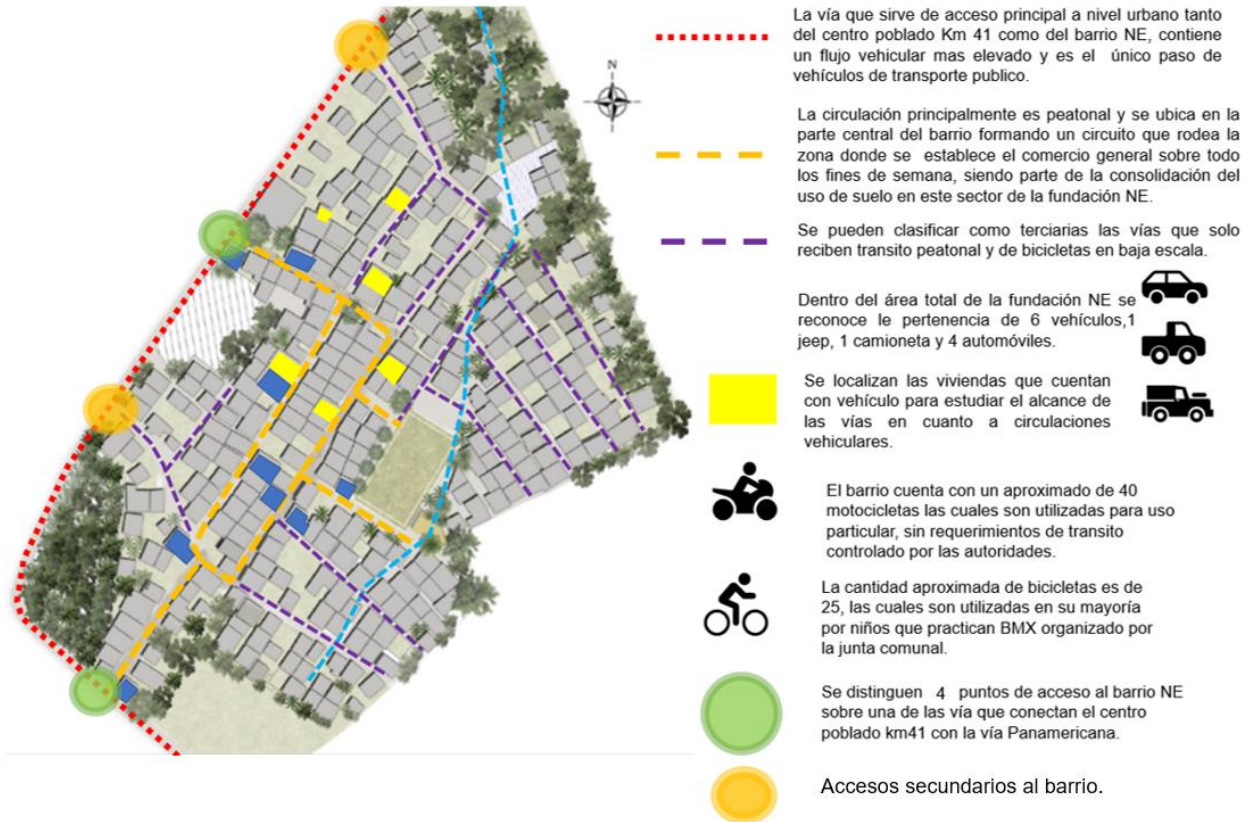 N
La vía que sirve de acceso principal a nivel urbano tanto
del centro poblado Km 41 como del barrio NE, contiene
un flujo vehicular mas elevado y es el único paso de
vehículos de transporte publico.
La circulación principalmente es peatonal y se ubica en la
parte central del barrio formando un circuito que rodea la
zona donde se establece el comercio general sobre todo
los fines de semana, siendo parte de la consolidación del
uso de suelo en este sector de la fundación NE.
Se pueden clasificar como terciarias las vías que solo
reciben transito peatonal y de bicicletas en baja escala.
Dentro del área total de la fundación NE se
reconoce le pertenencia de 6 vehículos,1
jeep, 1 camioneta y 4 automóviles.
Se localizan las viviendas que cuentan
con vehículo para estudiar el alcance de
las vías en cuanto a circulaciones
vehiculares.
El barrio cuenta con un aproximado de 40
motocicletas las cuales son utilizadas para uso
particular, sin requerimientos de transito
controlado por las autoridades.
La cantidad aproximada de bicicletas es de
25, las cuales son utilizadas en su mayoría
por niños que practican BMX organizado por
la junta comunal.
Se distinguen 4 puntos de acceso al barrio NE
sobre una de las vía que conectan el centro
poblado km41 con la vía Panamericana.
Accesos secundarios al barrio.